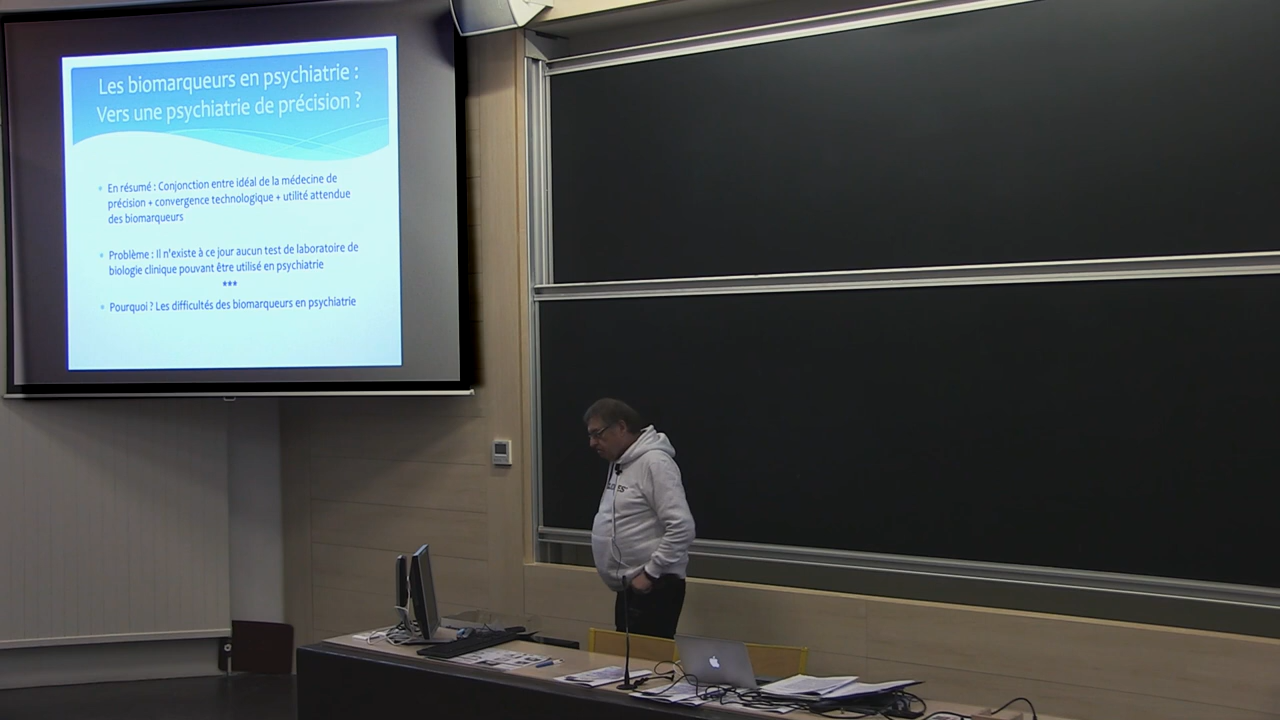 Les biomarqueurs en psychiatrie :
Vers une psychiatrie de précision ?
En résumé : Conjonction entre idéal de la médecine de
précision + convergence technologique + utilité attendue
des biomarqueurs
Problème : Il n'existe à ce jour aucun test de laboratoire de
biologie clinique pouvant être utilisé en psychiatrie
***
Pourquoi ? Les difficultés des biomarqueurs en psychiatrie